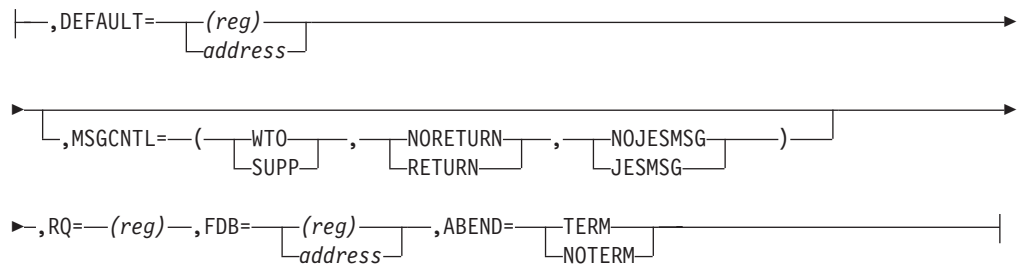 ,DEFAULT= (reg)
address
,MSGCNTL= ( WTO , NORETURN , NOJESMSG )
SUPP RETURN JESMSG
,RQ= (reg) ,FDB= (reg) ,ABEND= TERM
address NOTERM